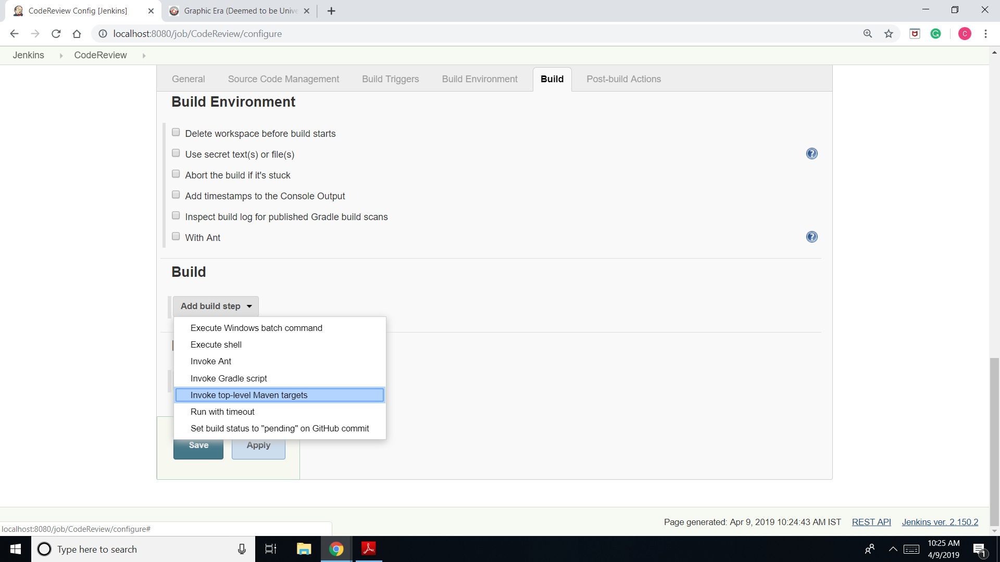 CodeReview Config [Jenkins]
Graphic Era (Deemed to be Unive
localhost:8080/job/CodeReview/configure
C
Jenkins
CodeReview
General
Source Code Management
Build Triggers
Build Environment
Build
Post-build Actions
Build Environment
Delete workspace before build starts
Use secret text(s) or file(s)
Abort the build if it's stuck
Add timestamps to the Console Output
Inspect build log for published Gradle build scans
With Ant
Build
Add build step
Execute Windows batch command
Execute shell
Invoke Ant
Invoke Gradle script
Invoke top-level Maven targets
Run with timeout
Set build status to "pending" on GitHub commit
Save
Apply
Page generated: Apr 9, 2019 10:24:43 AM IST
REST API
Jenkins ver. 2.150.2
localhost:8080/job/CodeReview/configure#
Type here to search
10:25 AM
4/9/2019
1